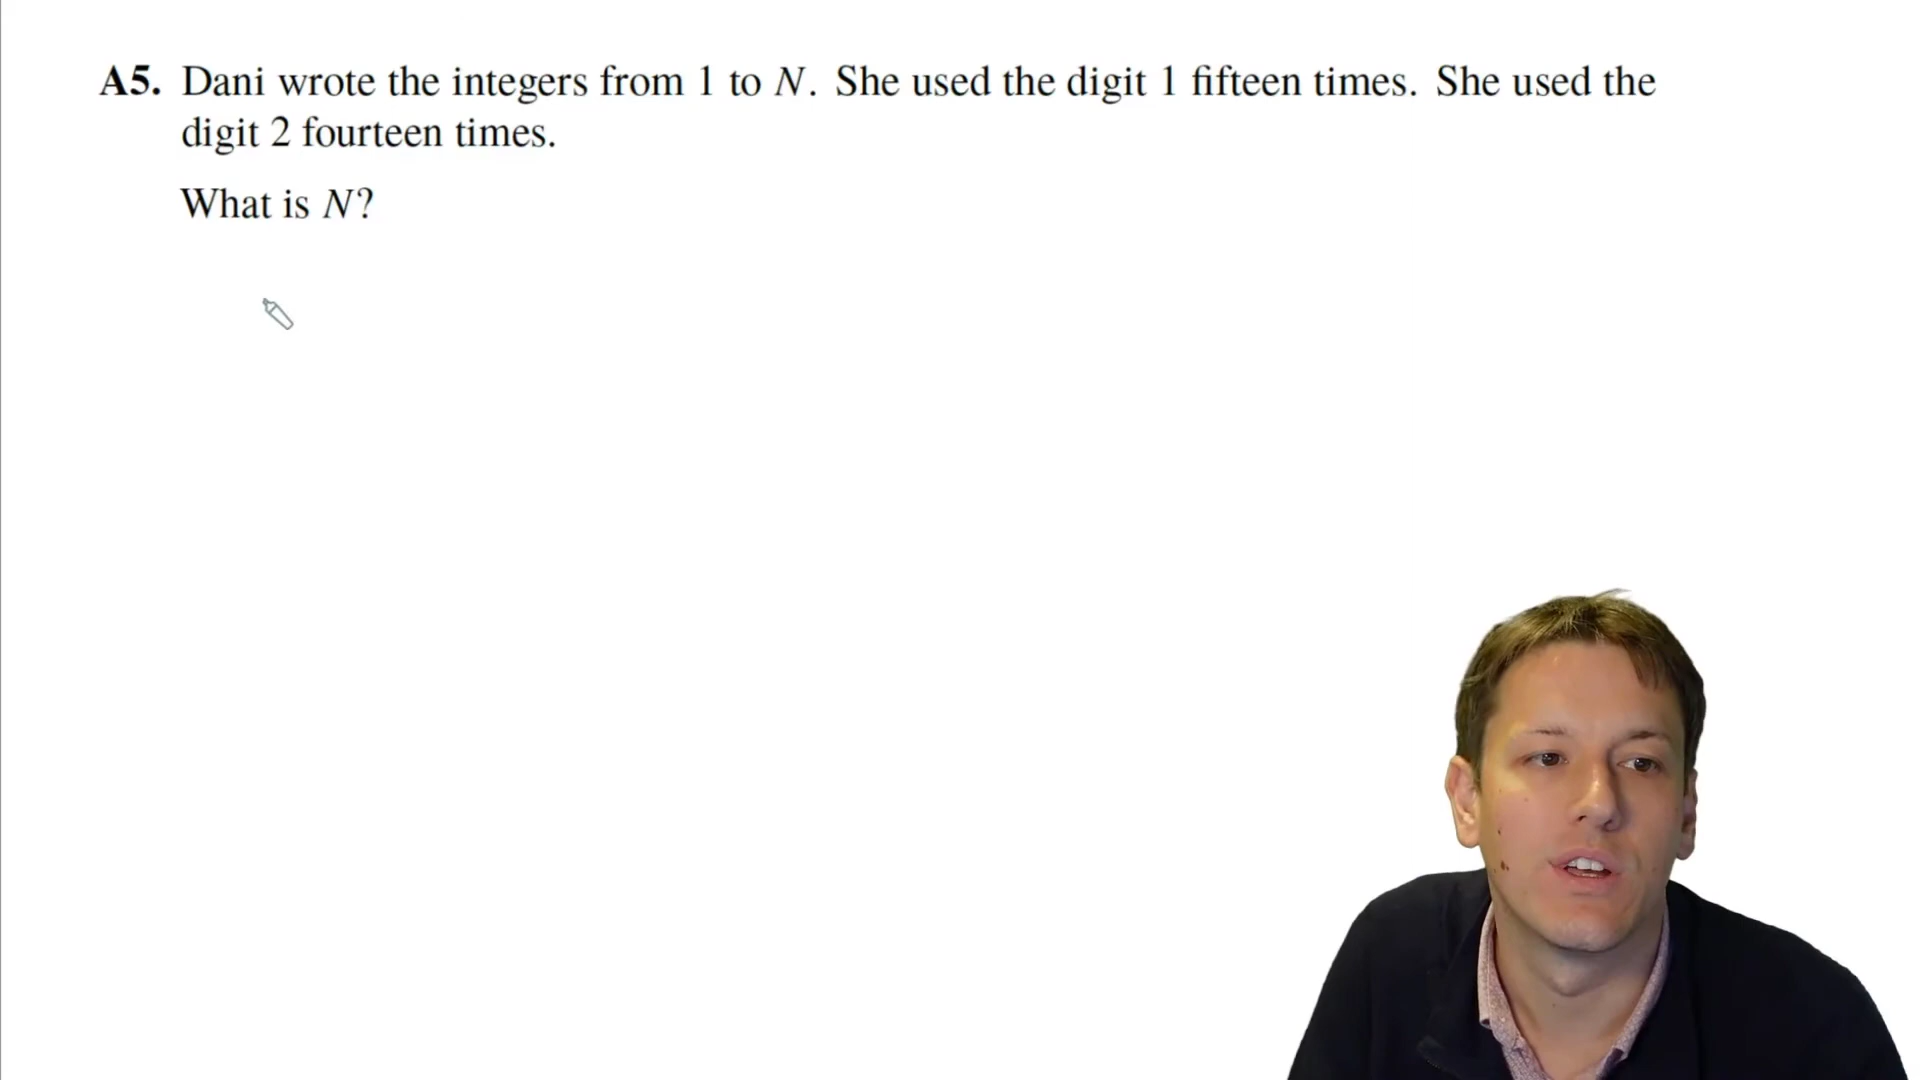 A5. Dani wrote the integers from 1 to N. She used the digit 1 fifteen times. She used the
digit 2 fourteen times.
What is N?